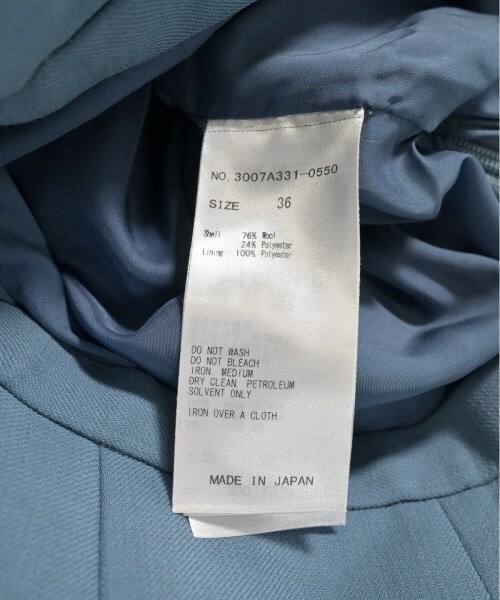 NO. 3007A331-0550
SIZE 36
Shell 76% Wool
24% Polyester
Lining 100% Polyester
DO NOT WASH
DO NOT BLEACH
IRON. MEDIUM
DRY CLEAN. PETROLEUM
SOLVENT ONLY
IRON OVER A CLOTH
MADE IN JAPAN